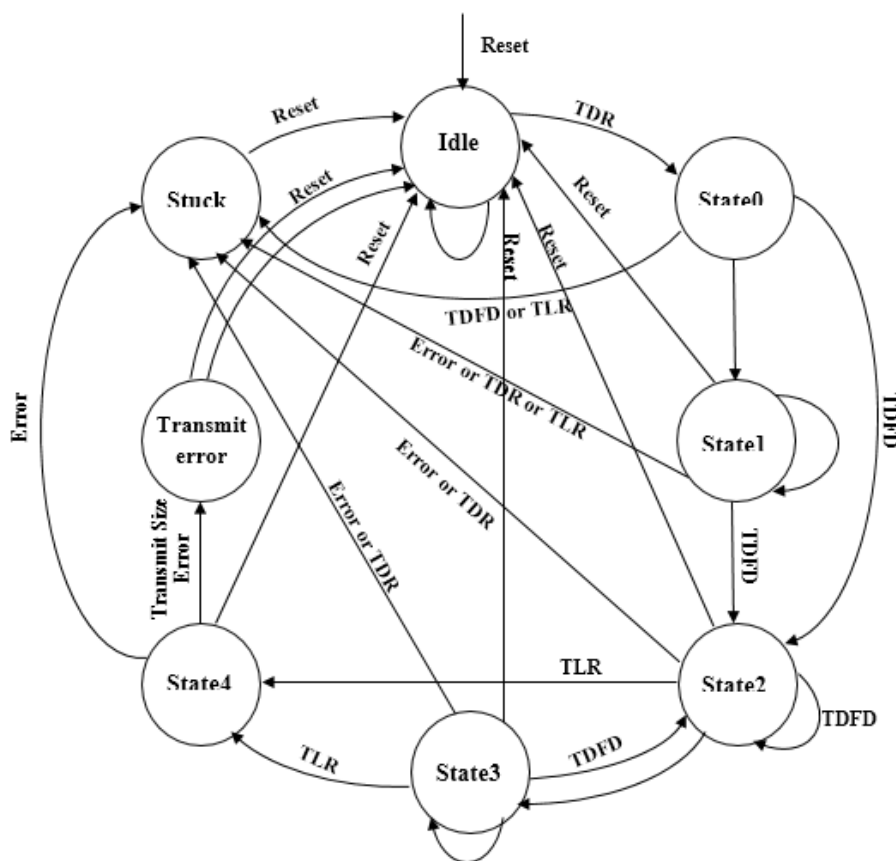 Reset
Reset
TDR
Idle
Stuck
State0
Reset
Reset
Reset
Reset
Reset
TDFD or TLR
Error or TDR or TLR
Error
TDFD
Transmit
error
State1
Error or TDR
Error or TDR
Transmit Size
Error
TDFD
State4
TLR
State2
TDFD
TLR
State3
TDFD